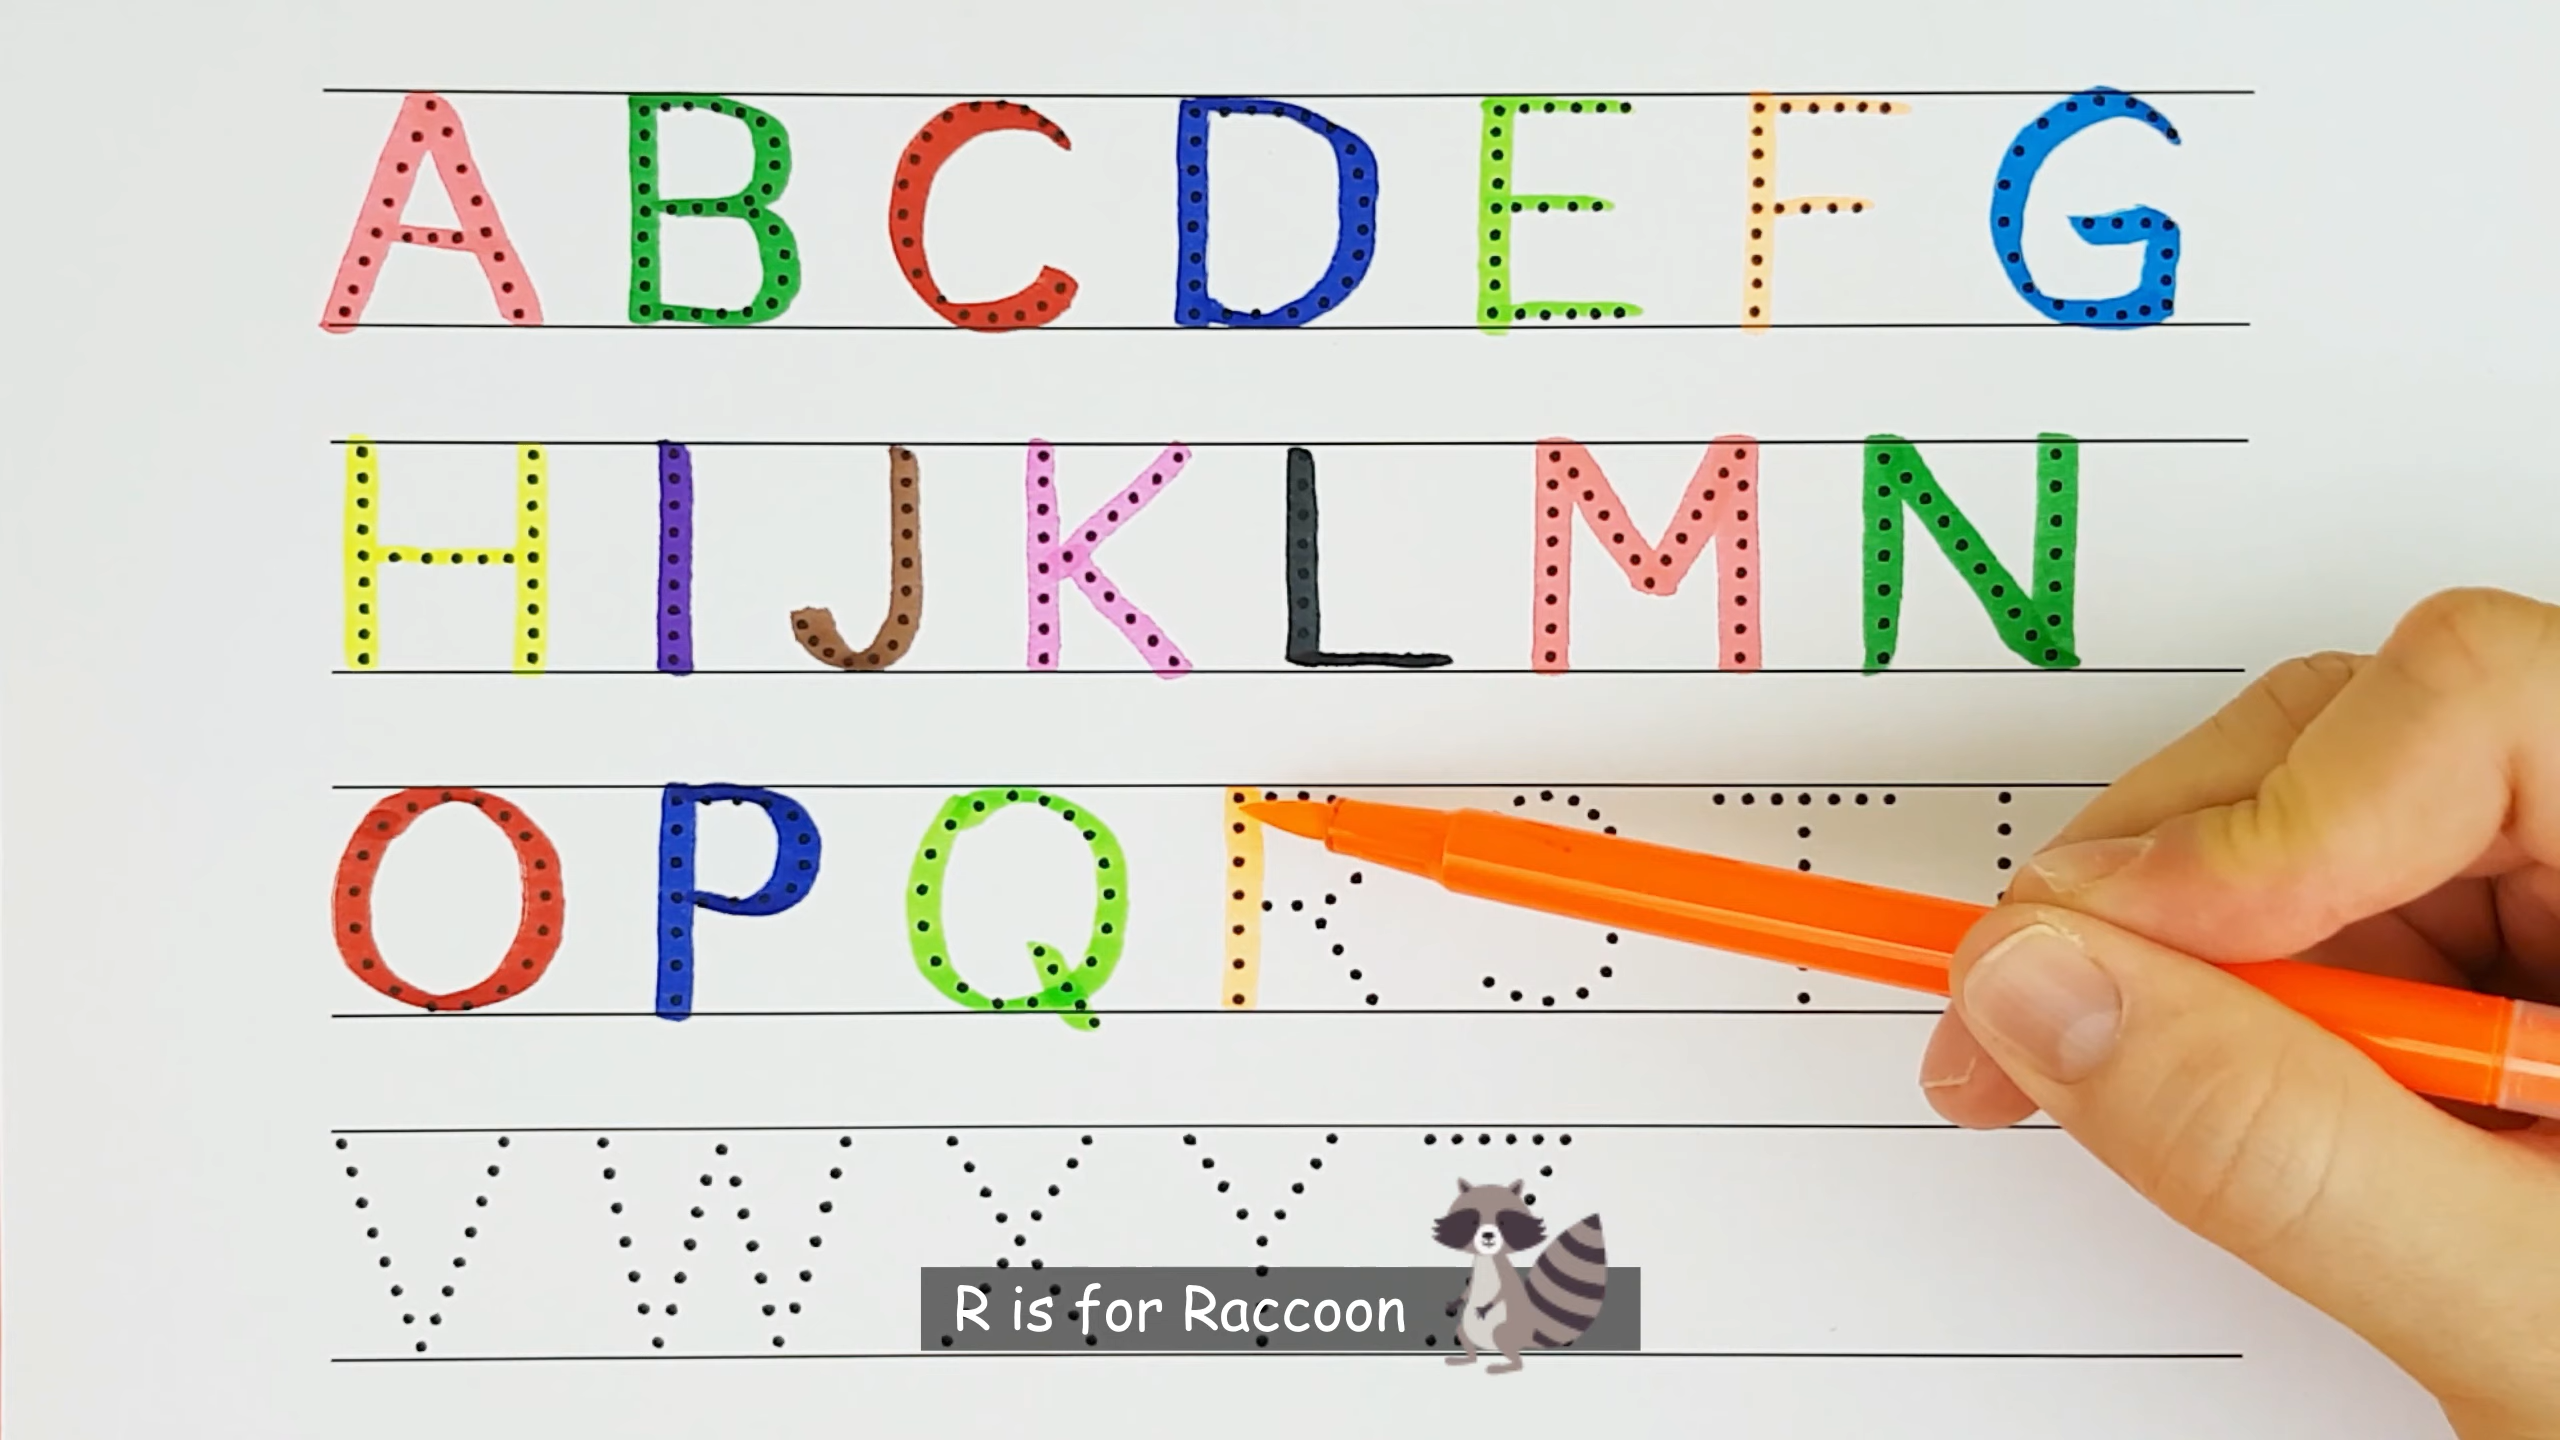 A B C D E F G
H I J K L M N
O P Q R S T U
V W X Y Z
R is for Raccoon